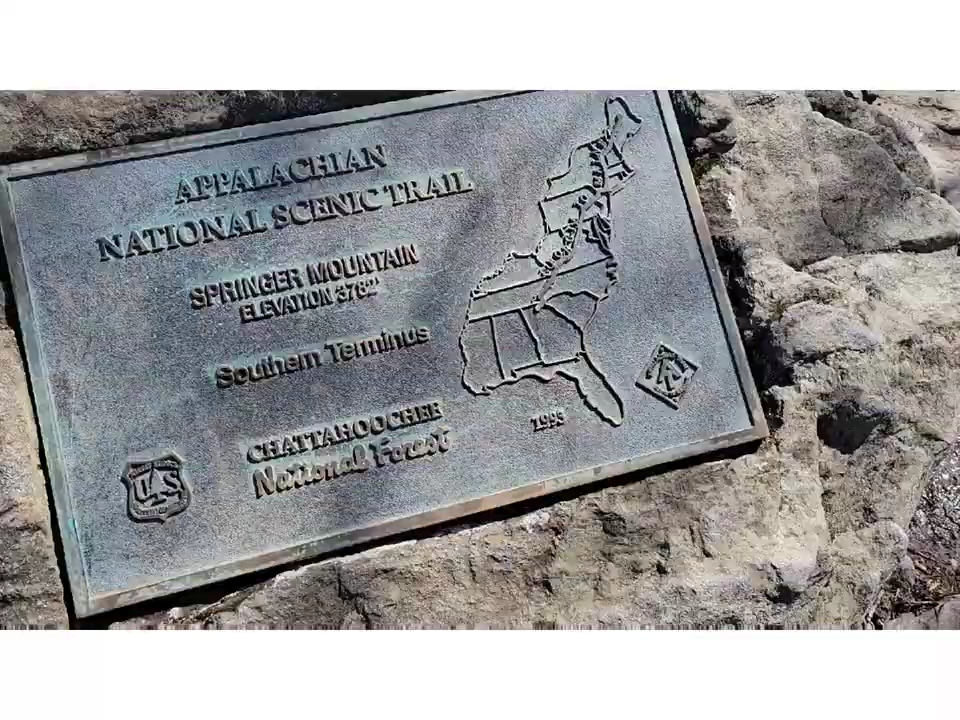 APPALACHIAN
NATIONAL SCENIC TRAIL
SPRINGER MOUNTAIN
ELEVATION 3782'
Southern Terminus
CHATTAHOOCHEE
National Forest
1993
U S